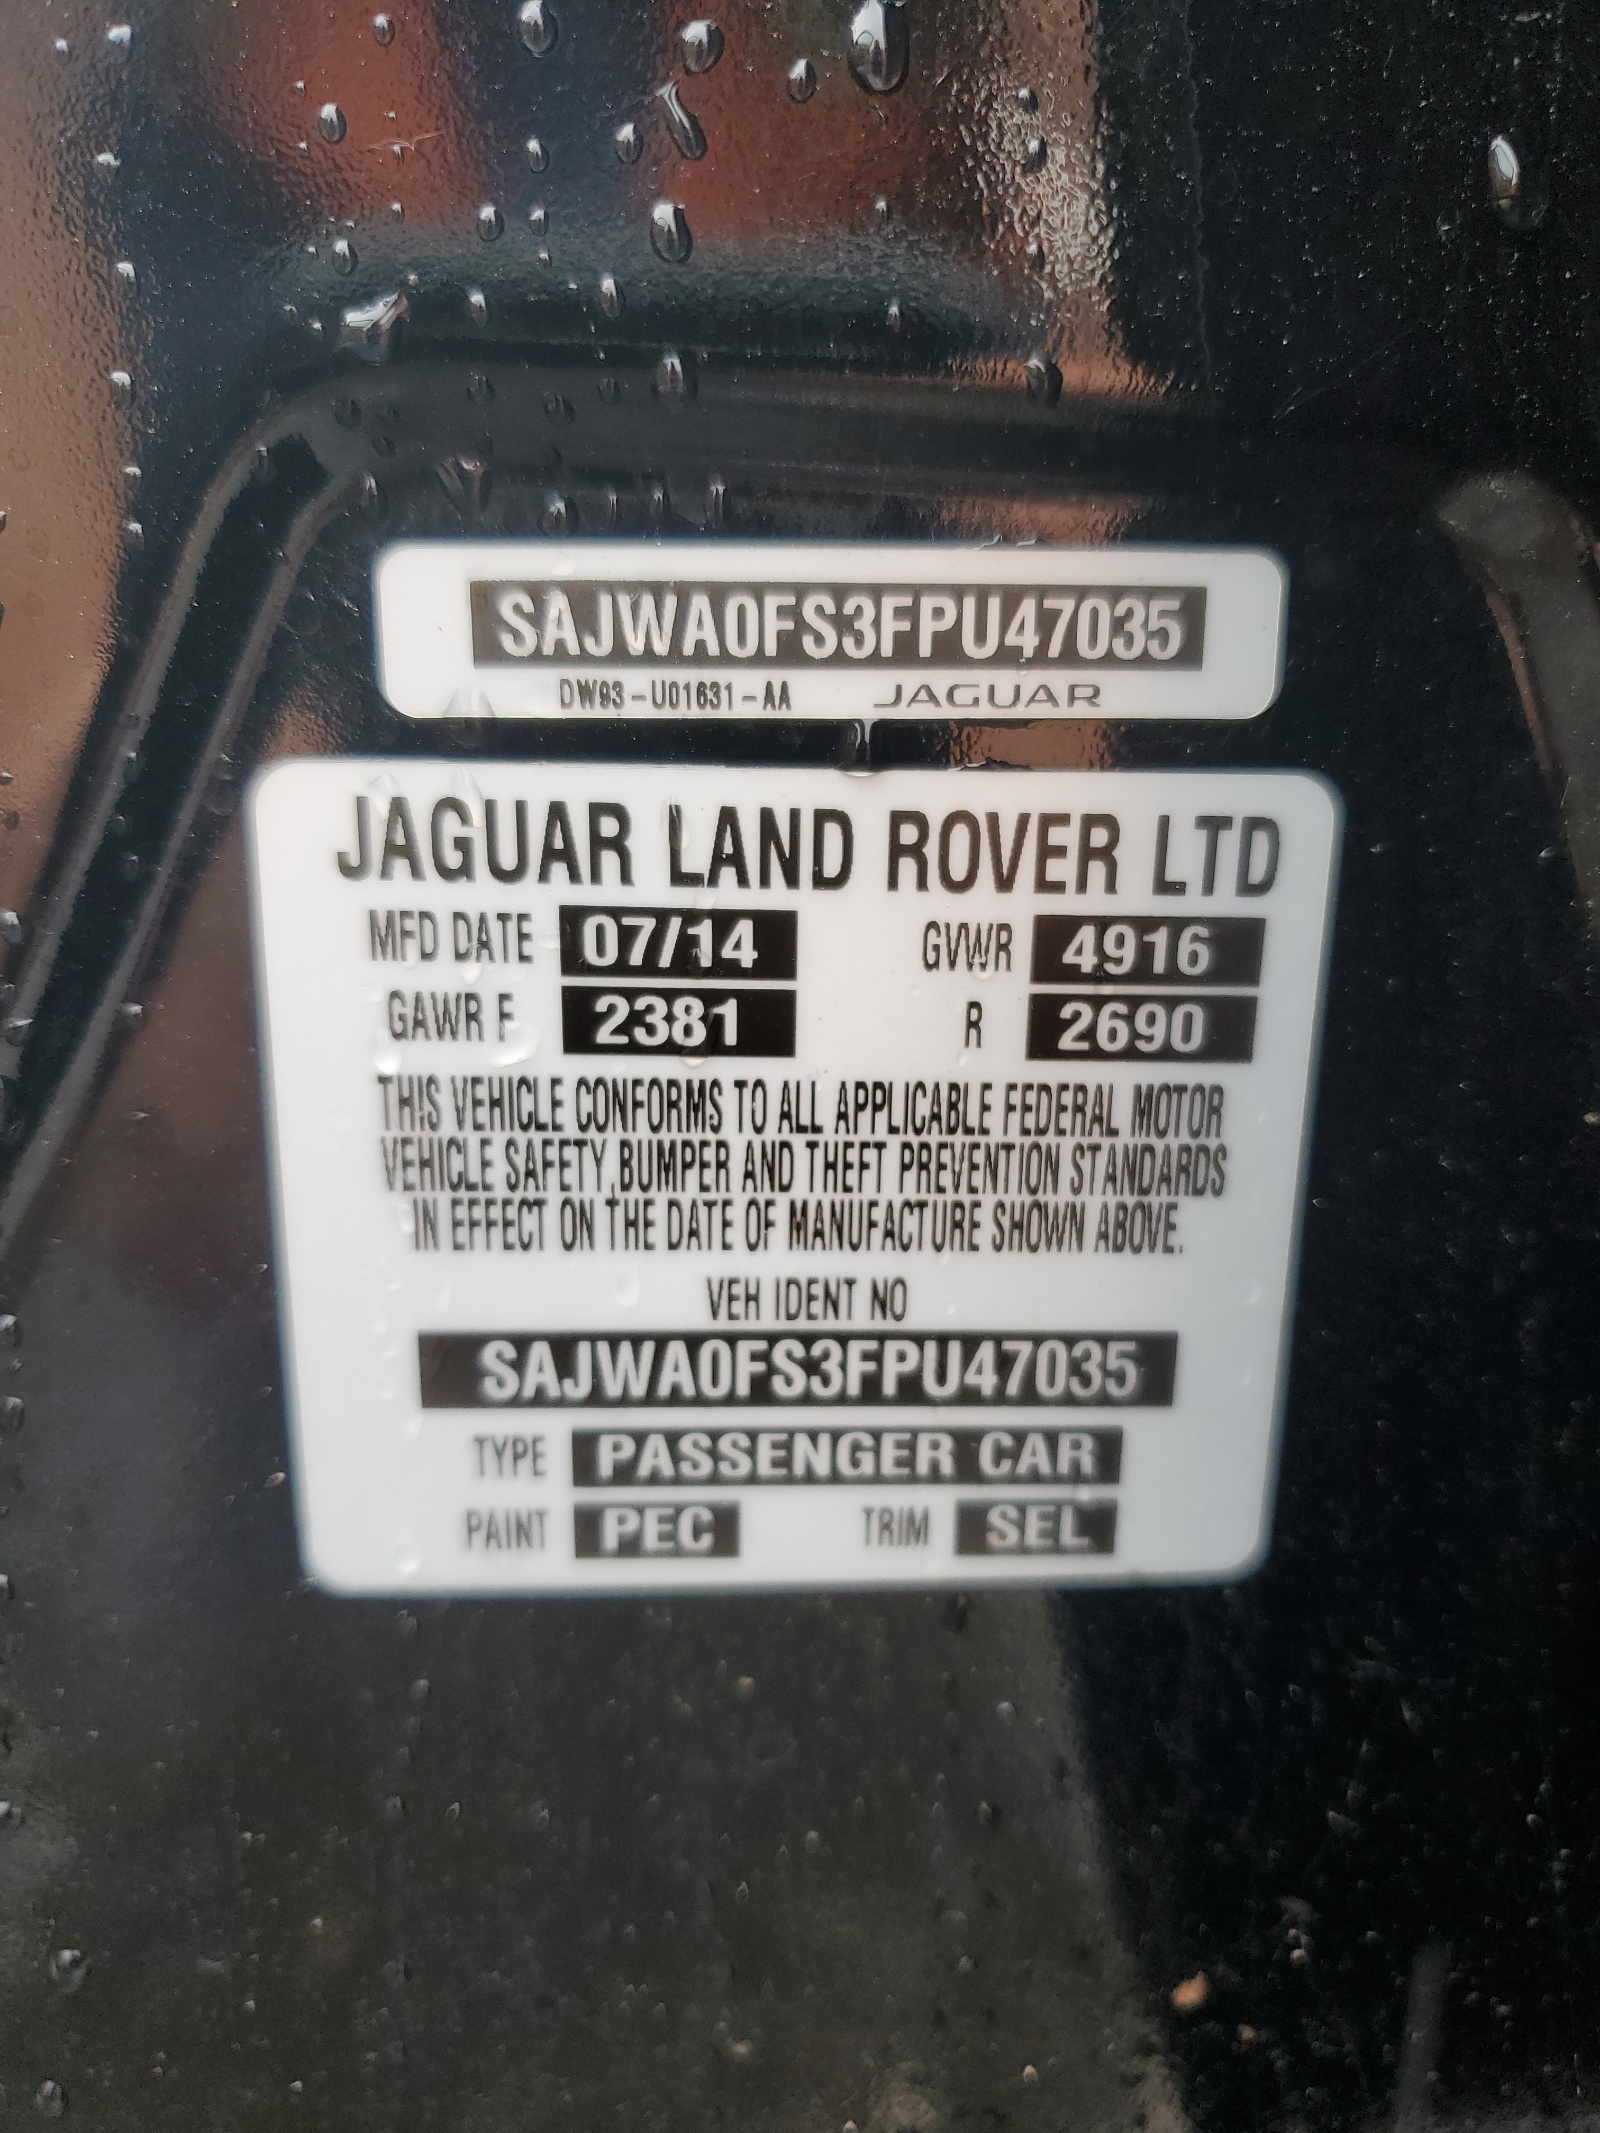 SAJWA0FS3FPU47035
DW93-U01631-AA JAGUAR
JAGUAR LAND ROVER LTD
MFD DATE 07/14 GVWR 4916
GAWR F 2381 R 2690
THIS VEHICLE CONFORMS TO ALL APPLICABLE FEDERAL MOTOR
VEHICLE SAFETY,BUMPER AND THEFT PREVENTION STANDARDS
IN EFFECT ON THE DATE OF MANUFACTURE SHOWN ABOVE.
VEH IDENT NO
SAJWA0FS3FPU47035
TYPE PASSENGER CAR
PAINT PEC TRIM SEL